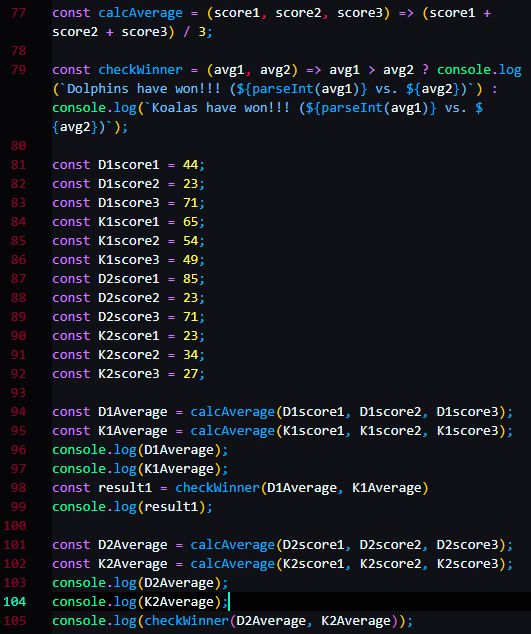 77 const calcAverage = (score1, score2, score3) => (score1 +
score2 + score3) / 3;
78
79 const checkWinner = (avg1, avg2) => avg1 > avg2 ? console.log
(`Dolphins have won!!! (${parseInt(avg1)} vs. ${avg2})`) :
console.log(`Koalas have won!!! (${parseInt(avg1)} vs. $
{avg2})`);
80
81 const D1score1 = 44;
82 const D1score2 = 23;
83 const D1score3 = 71;
84 const K1score1 = 65;
85 const K1score2 = 54;
86 const K1score3 = 49;
87 const D2score1 = 85;
88 const D2score2 = 23;
89 const D2score3 = 71;
90 const K2score1 = 23;
91 const K2score2 = 34;
92 const K2score3 = 27;
93
94 const D1Average = calcAverage(D1score1, D1score2, D1score3);
95 const K1Average = calcAverage(K1score1, K1score2, K1score3);
96 console.log(D1Average);
97 console.log(K1Average);
98 const result1 = checkWinner(D1Average, K1Average)
99 console.log(result1);
100
101 const D2Average = calcAverage(D2score1, D2score2, D2score3);
102 const K2Average = calcAverage(K2score1, K2score2, K2score3);
103 console.log(D2Average);
104 console.log(K2Average);
105 console.log(checkWinner(D2Average, K2Average));